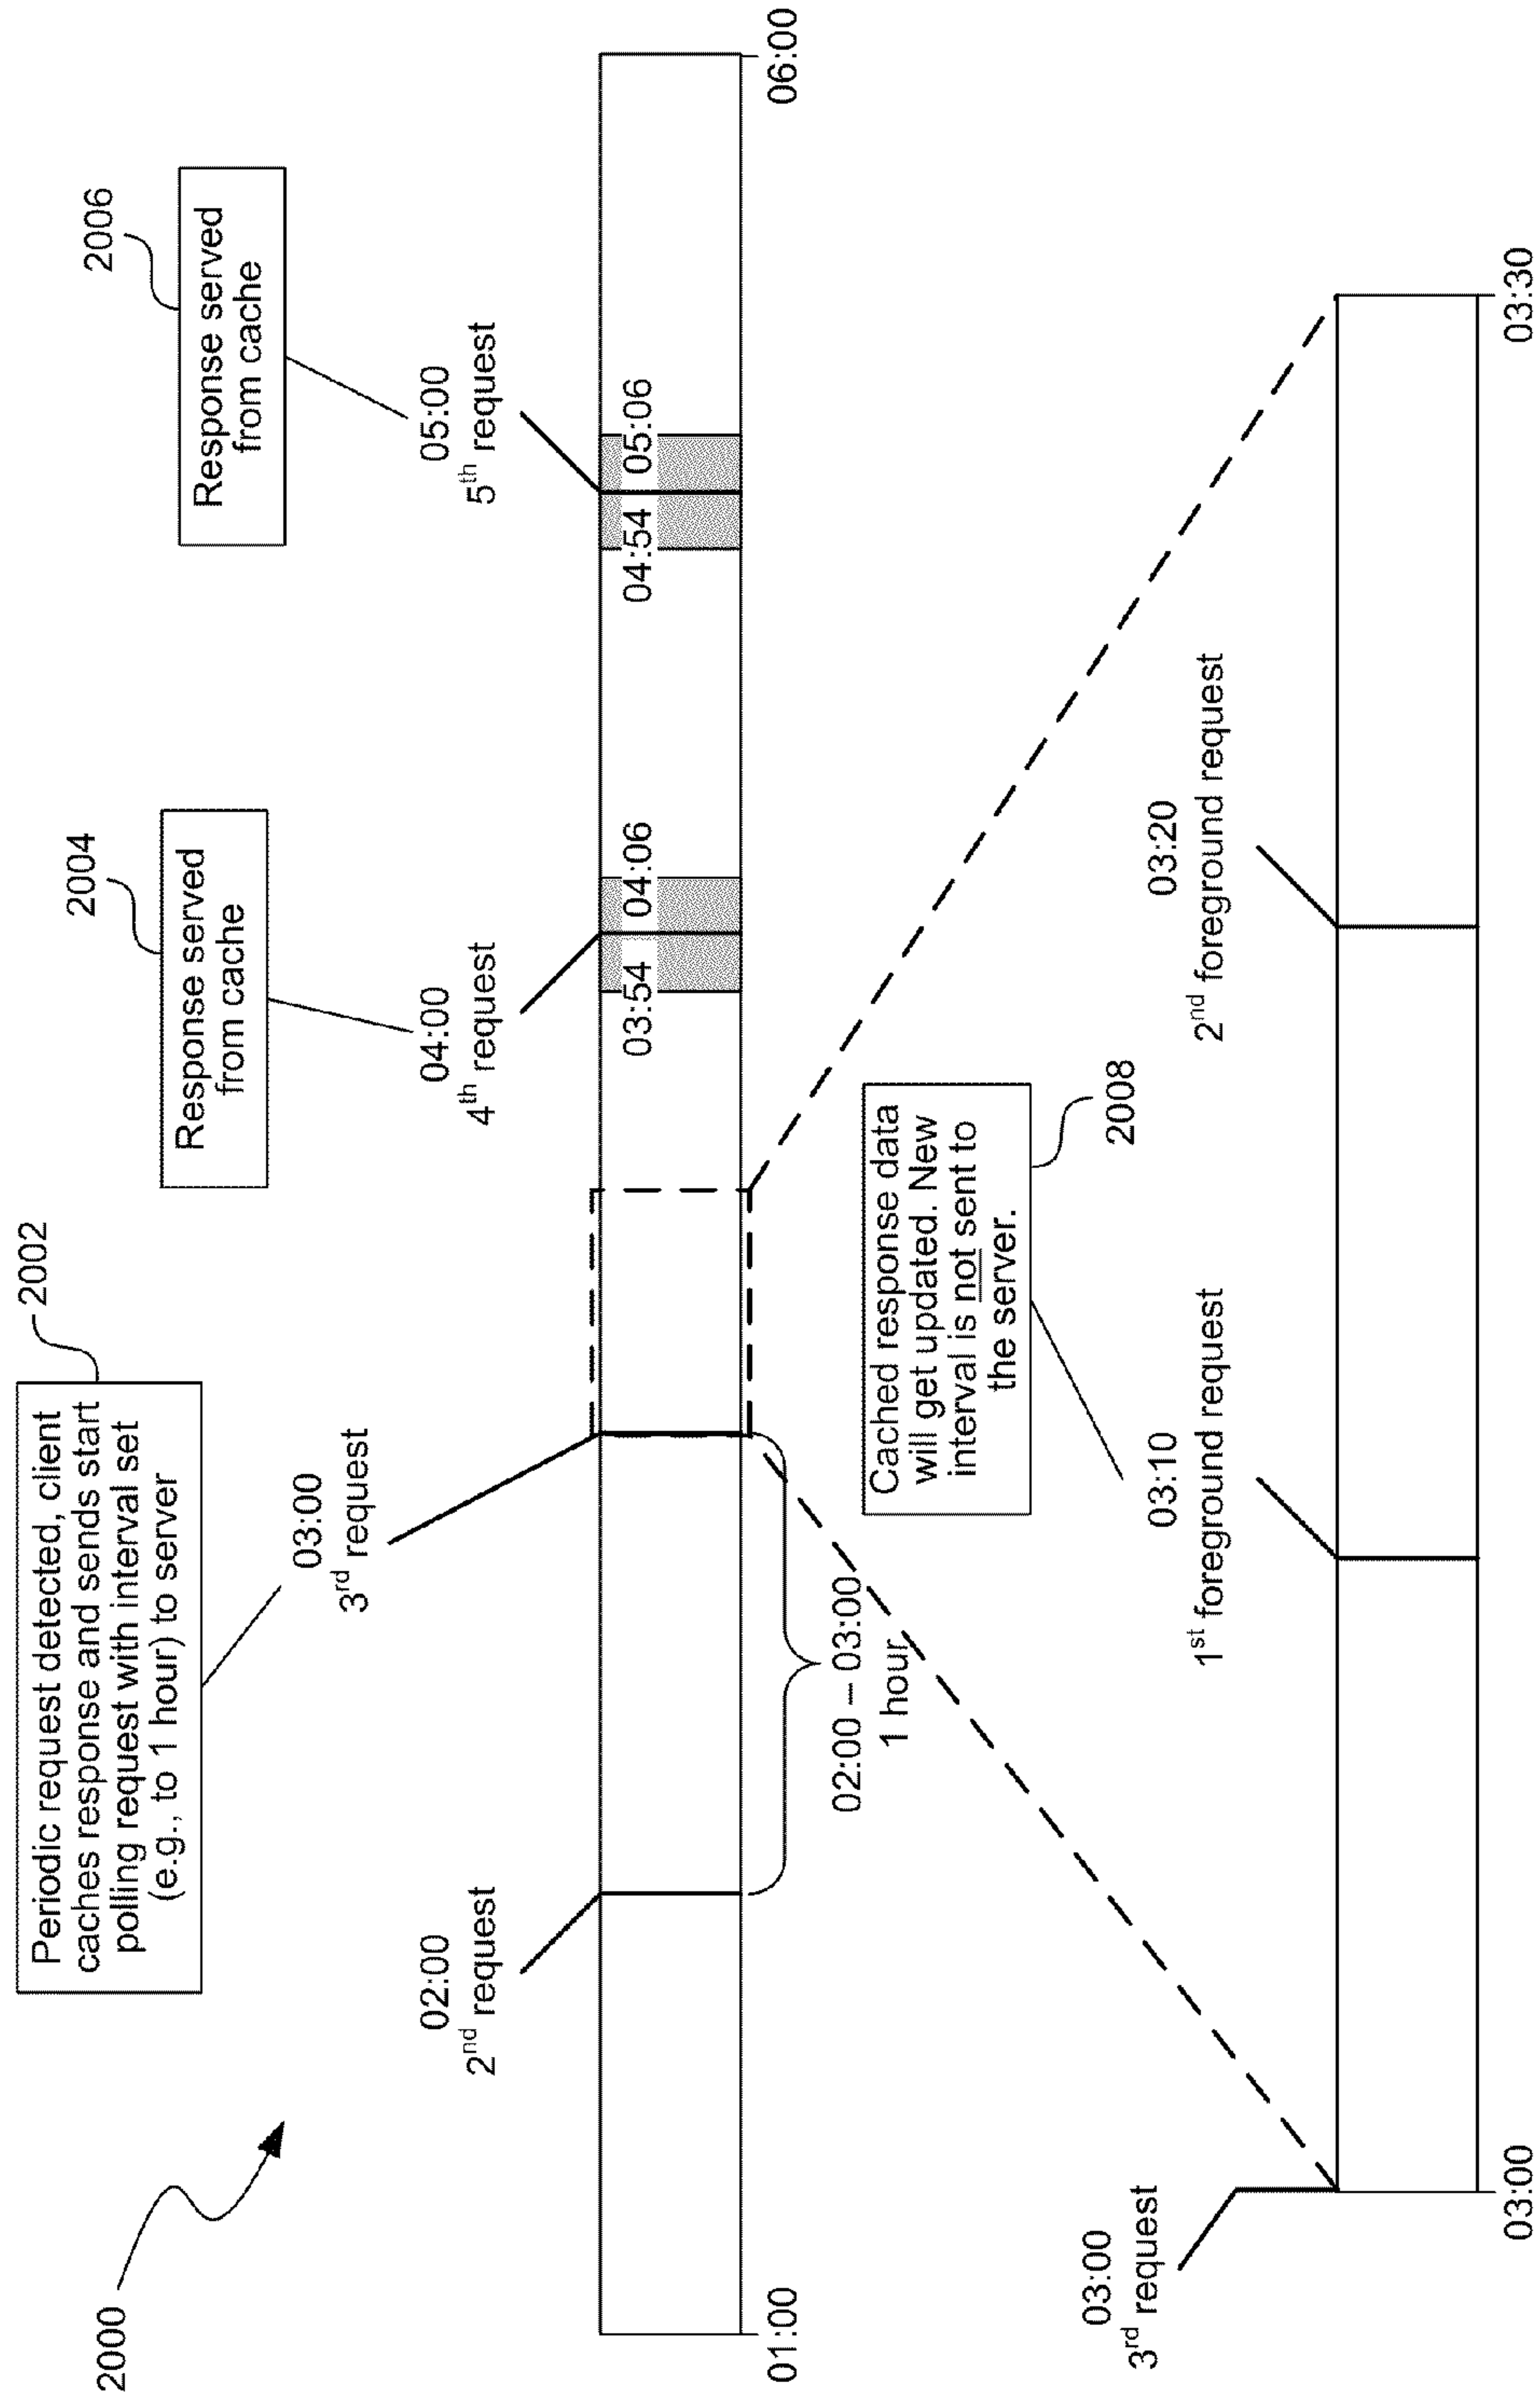 2000
Periodic request detected, client
caches response and sends start
polling request with interval set
(e.g., to 1 hour) to server
2002
Response served
from cache
2004
Response served
from cache
2006
02:00
2nd request
03:00
3rd request
04:00
4th request
05:00
5th request
03:54
04:06
04:54
05:06
01:00
06:00
02:00 – 03:00
1 hour
Cached response data
will get updated. New
interval is not sent to
the server.
2008
03:00
3rd request
03:10
1st foreground request
03:20
2nd foreground request
03:00
03:30